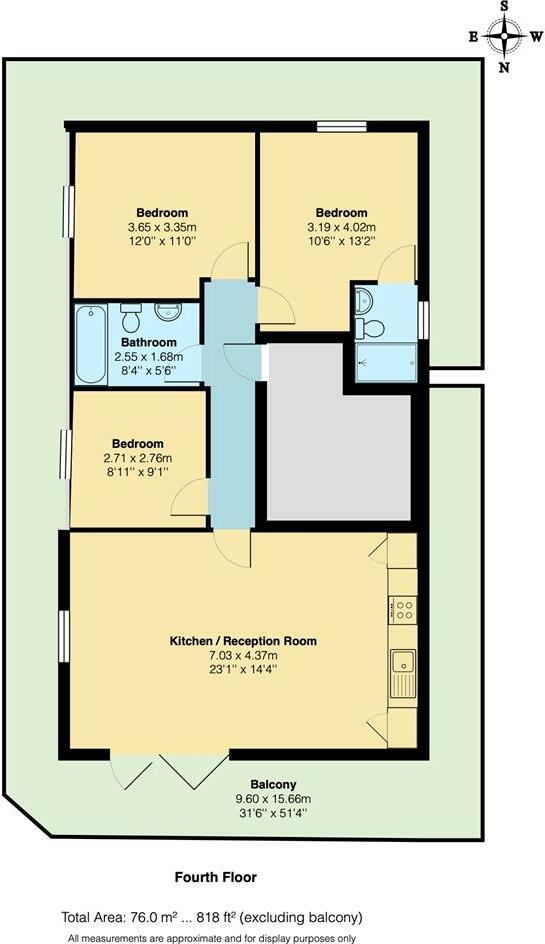 S
E W
N
Bedroom
3.65 x 3.35m
12'0" x 11'0"
Bedroom
3.19 x 4.02m
10'6" x 13'2"
Bathroom
2.55 x 1.68m
8'4" x 5'6"
Bedroom
2.71 x 2.76m
8'11" x 9'1"
Kitchen / Reception Room
7.03 x 4.37m
23'1" x 14'4"
Balcony
9.60 x 15.66m
31'6" x 51'4"
Fourth Floor
Total Area: 76.0 m² ... 818 ft² (excluding balcony)
All measurements are approximate and for display purposes only